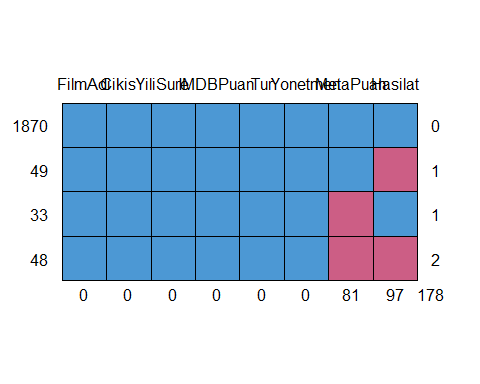 FilmAdi CikisYili Sure IMDBPuan Tur Yonetmen MetaPuan Hasilat
1870 0
49 1
33 1
48 2
0 0 0 0 0 0 81 97 178